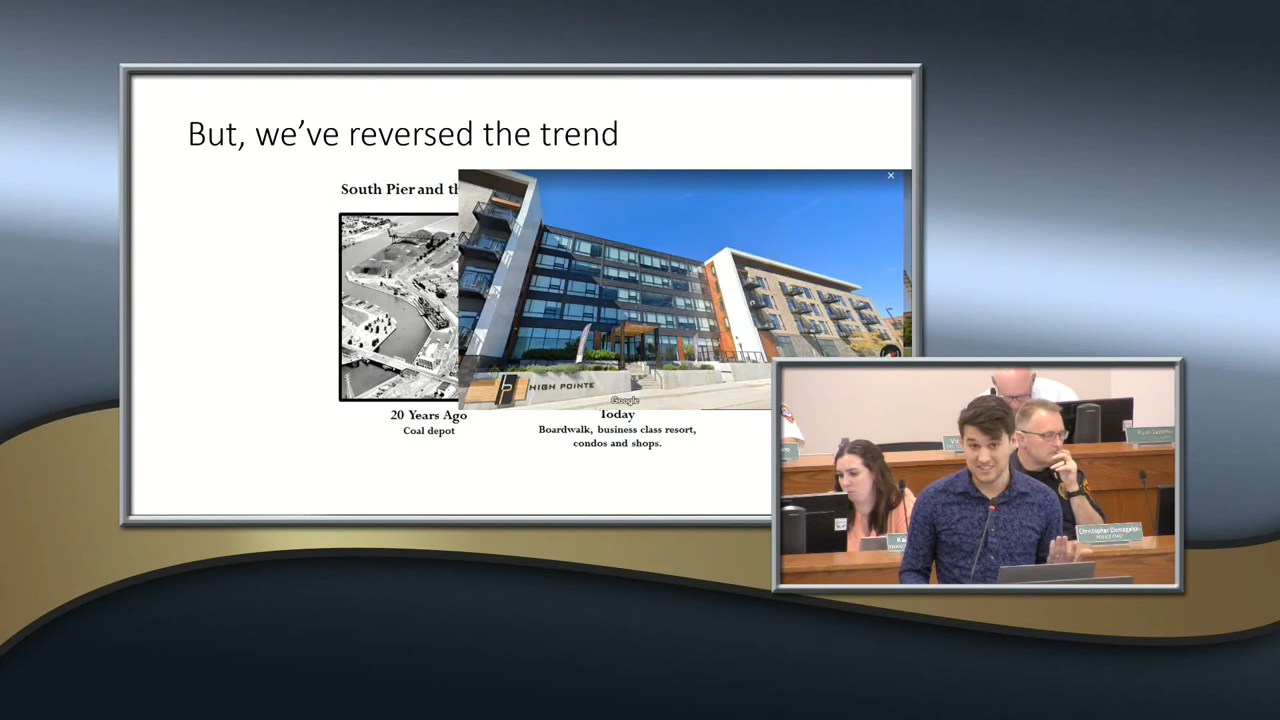 But, we've reversed the trend
South Pier and th
HIGH POINTE
Google
20 Years Ago
Coal depot
Today
Boardwalk, business class resort,
condos and shops.
Christopher Domagalski
POLICE CHIEF